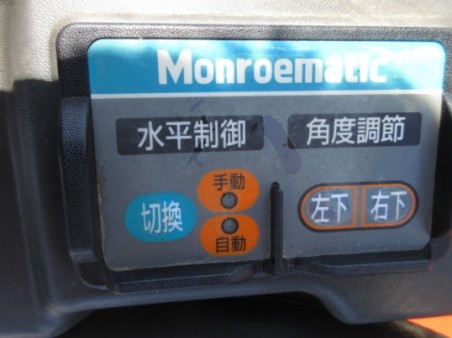 Monroematic
水平制御 角度調節
手動
切換 左下 右下
自動